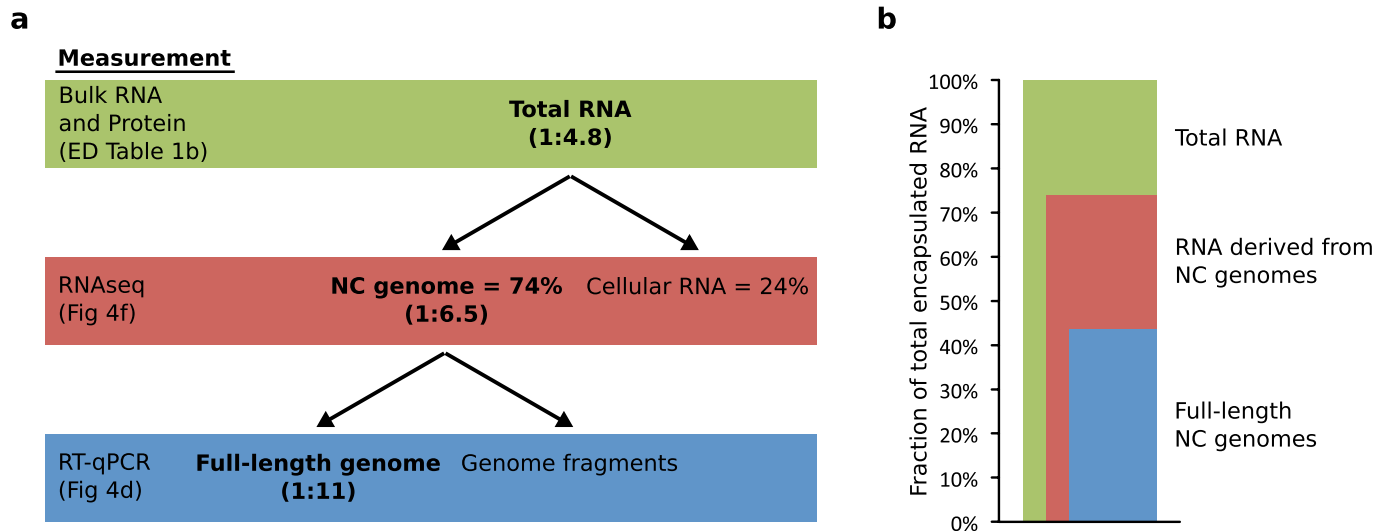 a
Measurement
Bulk RNA
and Protein
(ED Table 1b)
Total RNA
(1:4.8)
RNAseq
(Fig 4f)
NC genome = 74%
(1:6.5)
Cellular RNA = 24%
RT-qPCR
(Fig 4d)
Full-length genome
(1:11)
Genome fragments
b
Fraction of total encapsulated RNA
100%
90%
80%
70%
60%
50%
40%
30%
20%
10%
0%
Total RNA
RNA derived from
NC genomes
Full-length
NC genomes